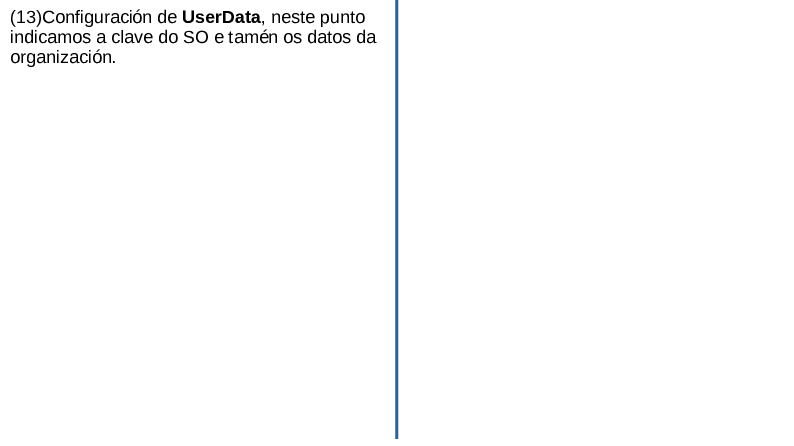 (13)Configuración de UserData, neste punto
indicamos a clave do SO e tamén os datos da
organización.